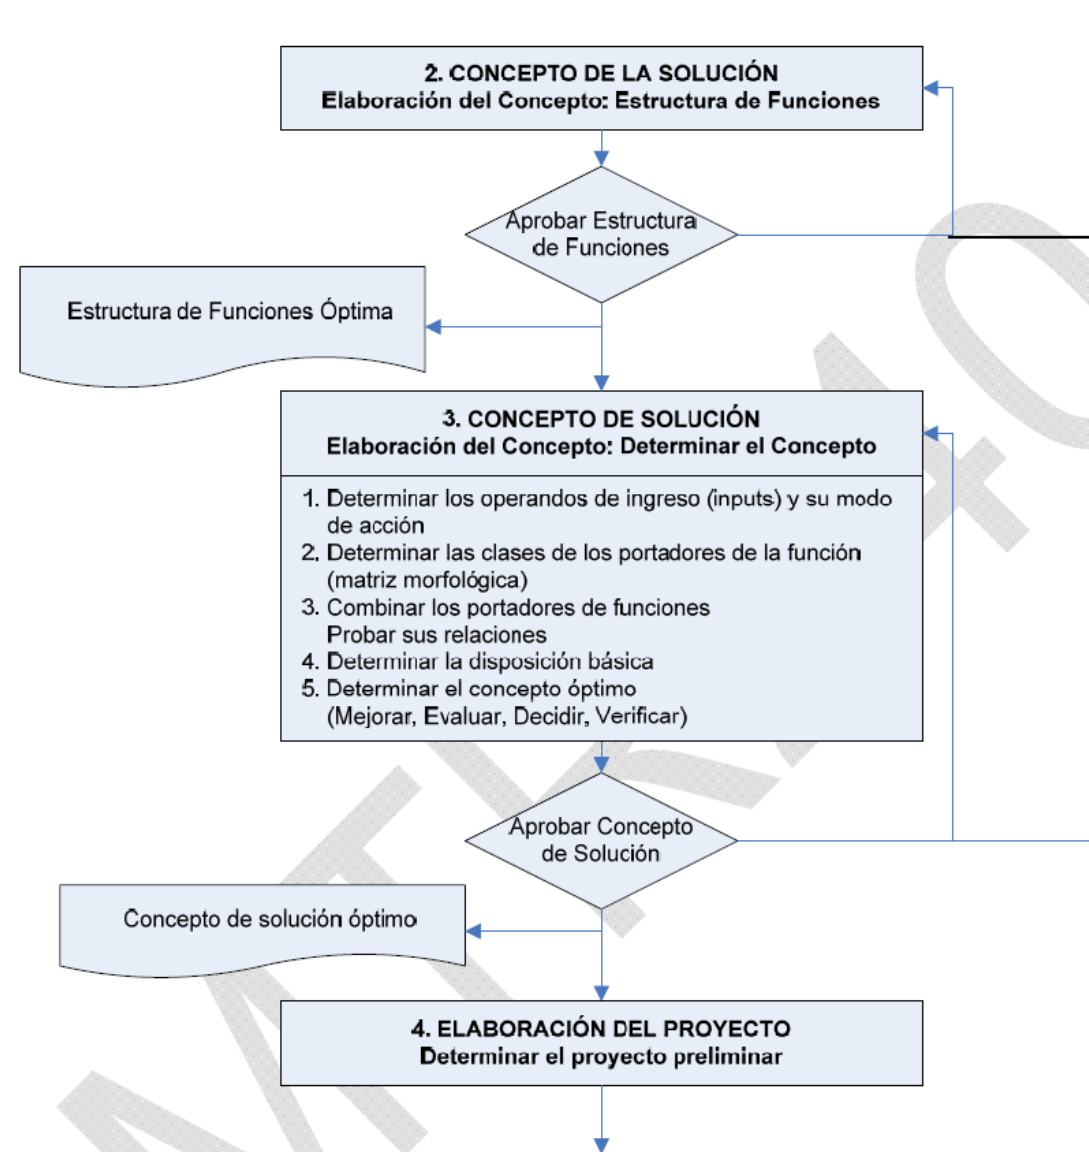 2. CONCEPTO DE LA SOLUCIÓN
Elaboración del Concepto: Estructura de Funciones
Aprobar Estructura
de Funciones
Estructura de Funciones Óptima
3. CONCEPTO DE SOLUCIÓN
Elaboración del Concepto: Determinar el Concepto
1. Determinar los operandos de ingreso (inputs) y su modo
de acción
2. Determinar las clases de los portadores de la función
(matriz morfológica)
3. Combinar los portadores de funciones
Probar sus relaciones
4. Determinar la disposición básica
5. Determinar el concepto óptimo
(Mejorar, Evaluar, Decidir, Verificar)
Aprobar Concepto
de Solución
Concepto de solución óptimo
4. ELABORACIÓN DEL PROYECTO
Determinar el proyecto preliminar